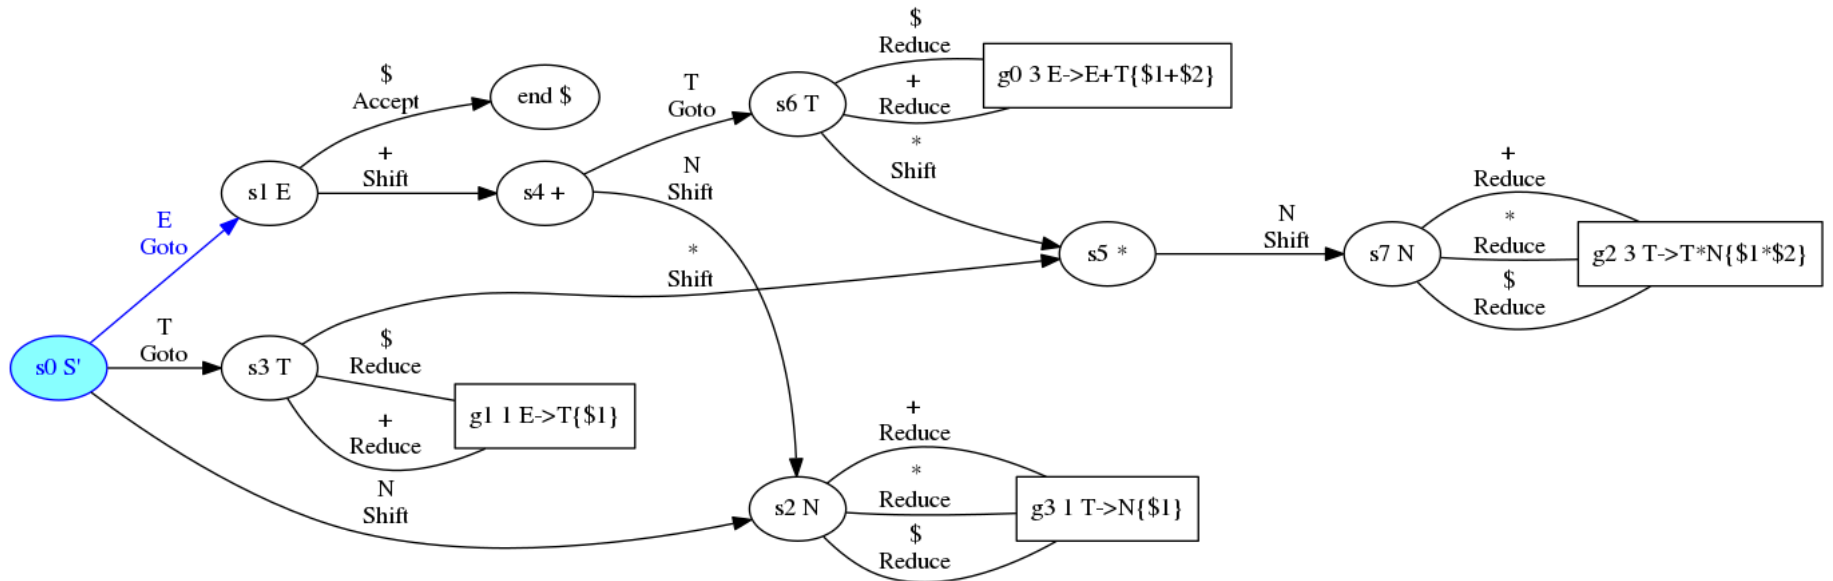 $
Reduce
g0 3 E->E+T{$1+$2}
+
Reduce
s6 T
*
Shift
T
Goto
$
Accept
end $
+
Shift
s1 E
s4 +
N
Shift
E
Goto
*
Shift
s5 *
N
Shift
s7 N
+
Reduce
*
Reduce
$
Reduce
g2 3 T->T*N{$1*$2}
s0 S'
T
Goto
s3 T
$
Reduce
+
Reduce
g1 1 E->T{$1}
N
Shift
s2 N
+
Reduce
*
Reduce
$
Reduce
g3 1 T->N{$1}